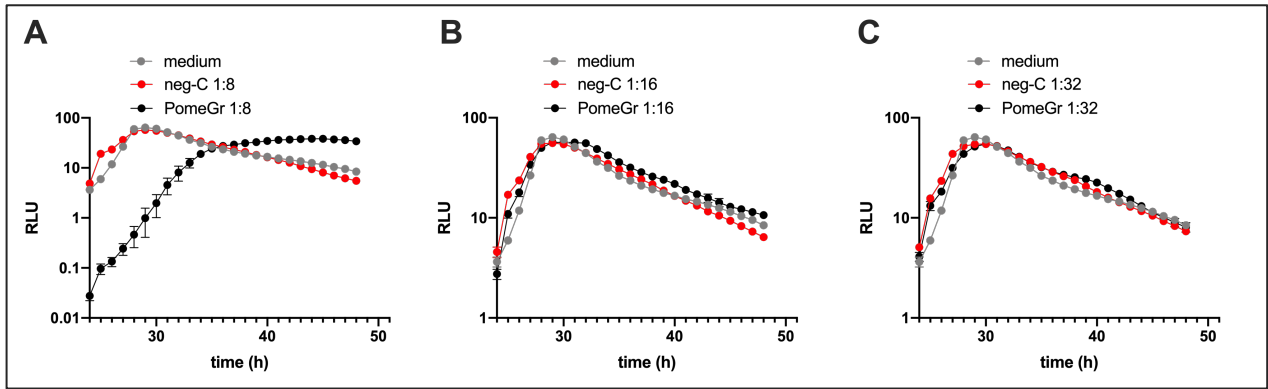 A
medium
neg-C 1:8
PomeGr 1:8
100
10
1
0.1
0.01
RLU
30
40
50
time (h)
B
medium
neg-C 1:16
PomeGr 1:16
100
10
1
RLU
30
40
50
time (h)
C
medium
neg-C 1:32
PomeGr 1:32
100
10
1
RLU
30
40
50
time (h)